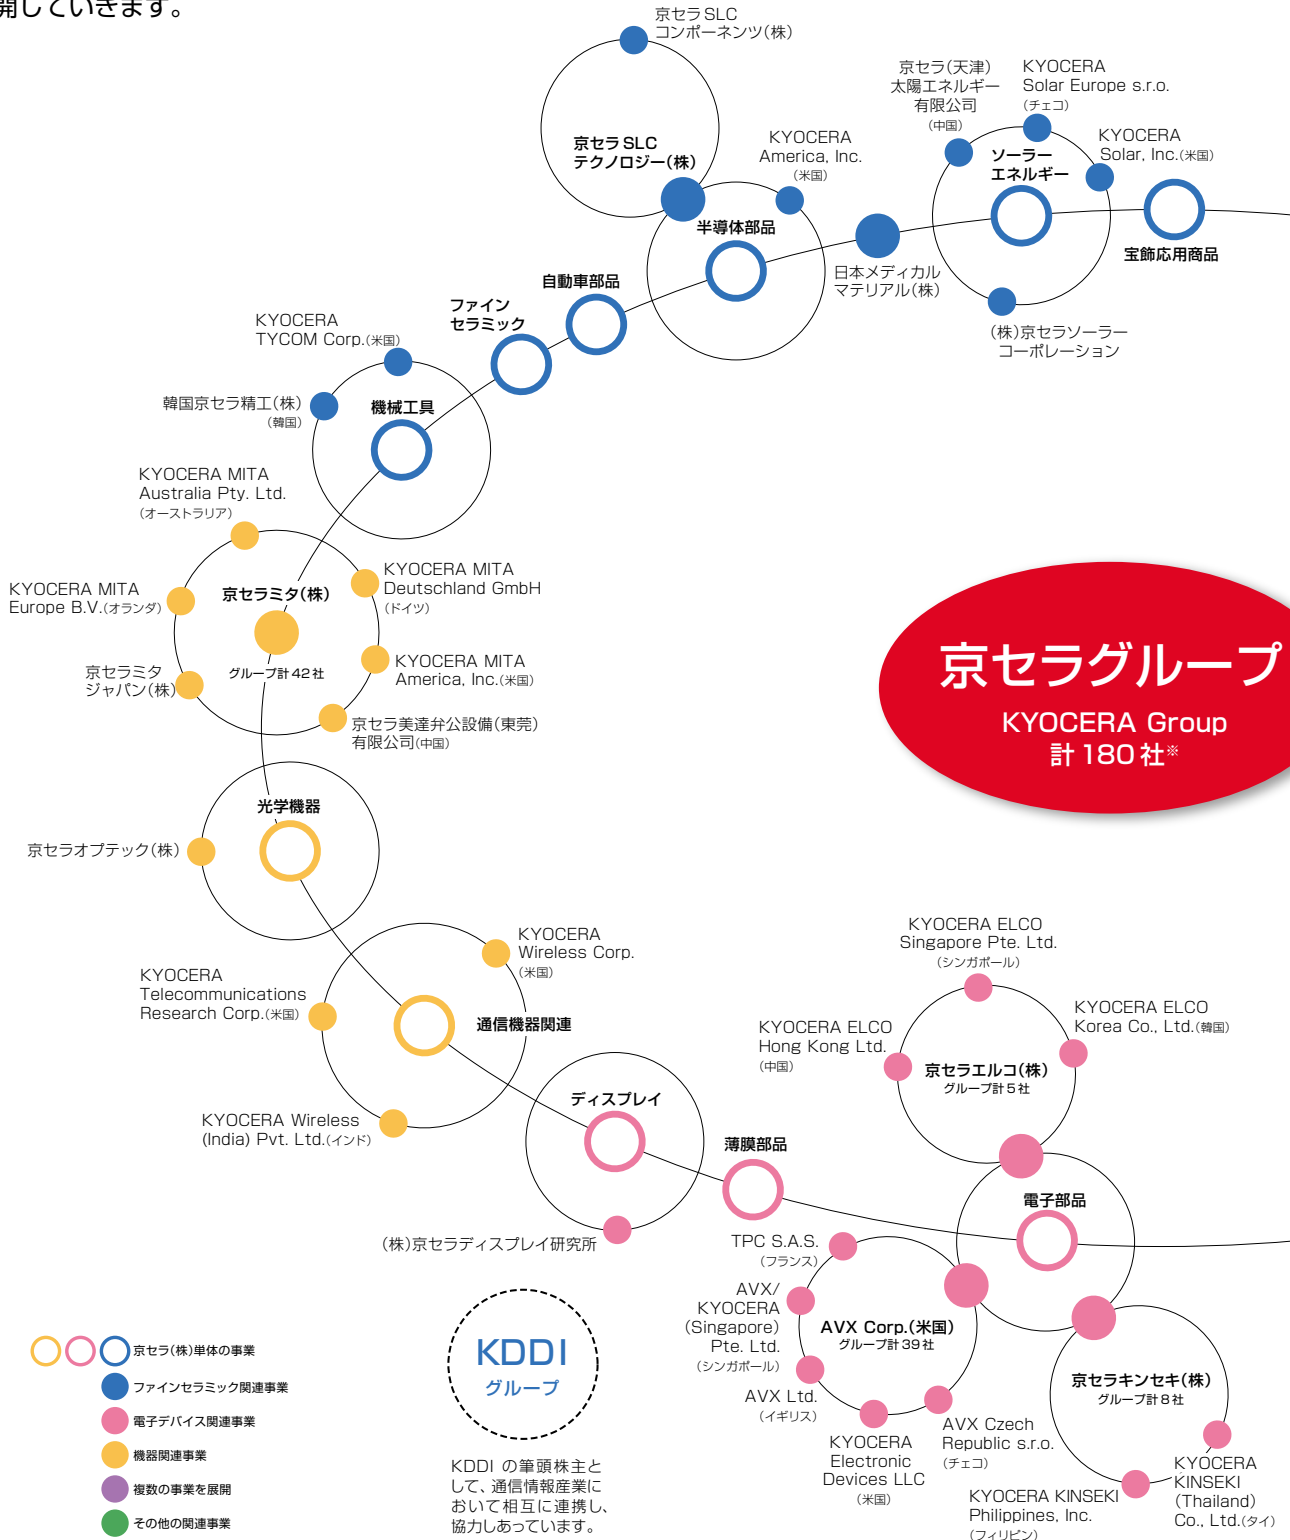 開していきます。
京セラSLC
コンポーネンツ(株)
京セラSLC
テクノロジー(株)
KYOCERA
America, Inc.
(米国)
半導体部品
京セラ(天津)
太陽エネルギー
有限公司
(中国)
KYOCERA
Solar Europe s.r.o.
(チェコ)
KYOCERA
Solar, Inc.(米国)
ソーラー
エネルギー
宝飾応用商品
日本メディカル
マテリアル(株)
(株)京セラソーラー
コーポレーション
自動車部品
ファイン
セラミック
KYOCERA
TYCOM Corp.(米国)
韓国京セラ精工(株)
(韓国)
機械工具
KYOCERA MITA
Australia Pty. Ltd.
(オーストラリア)
KYOCERA MITA
Europe B.V.(オランダ)
京セラミタ(株)
グループ計42社
KYOCERA MITA
Deutschland GmbH
(ドイツ)
京セラミタ
ジャパン(株)
KYOCERA MITA
America, Inc.(米国)
京セラ美達弁公設備(東莞)
有限公司(中国)
京セラグループ
KYOCERA Group
計180社※
光学機器
京セラオプテック(株)
KYOCERA
Wireless Corp.
(米国)
KYOCERA
Telecommunications
Research Corp.(米国)
通信機器関連
KYOCERA Wireless
(India) Pvt. Ltd.(インド)
ディスプレイ
(株)京セラディスプレイ研究所
薄膜部品
KYOCERA ELCO
Singapore Pte. Ltd.
(シンガポール)
KYOCERA ELCO
Korea Co., Ltd.(韓国)
KYOCERA ELCO
Hong Kong Ltd.
(中国)
京セラエルコ(株)
グループ計5社
電子部品
TPC S.A.S.
(フランス)
AVX/
KYOCERA
(Singapore)
Pte. Ltd.
(シンガポール)
AVX Corp.(米国)
グループ計39社
AVX Ltd.
(イギリス)
KYOCERA
Electronic
Devices LLC
(米国)
AVX Czech
Republic s.r.o.
(チェコ)
京セラキンセキ(株)
グループ計8社
KYOCERA KINSEKI
Philippines, Inc.
(フィリピン)
KYOCERA
KINSEKI
(Thailand)
Co., Ltd.(タイ)
京セラ(株)単体の事業
ファインセラミック関連事業
電子デバイス関連事業
機器関連事業
複数の事業を展開
その他の関連事業
KDDI
グループ
KDDI の筆頭株主と
して、通信情報産業に
おいて相互に連携し、
協力しあっています。